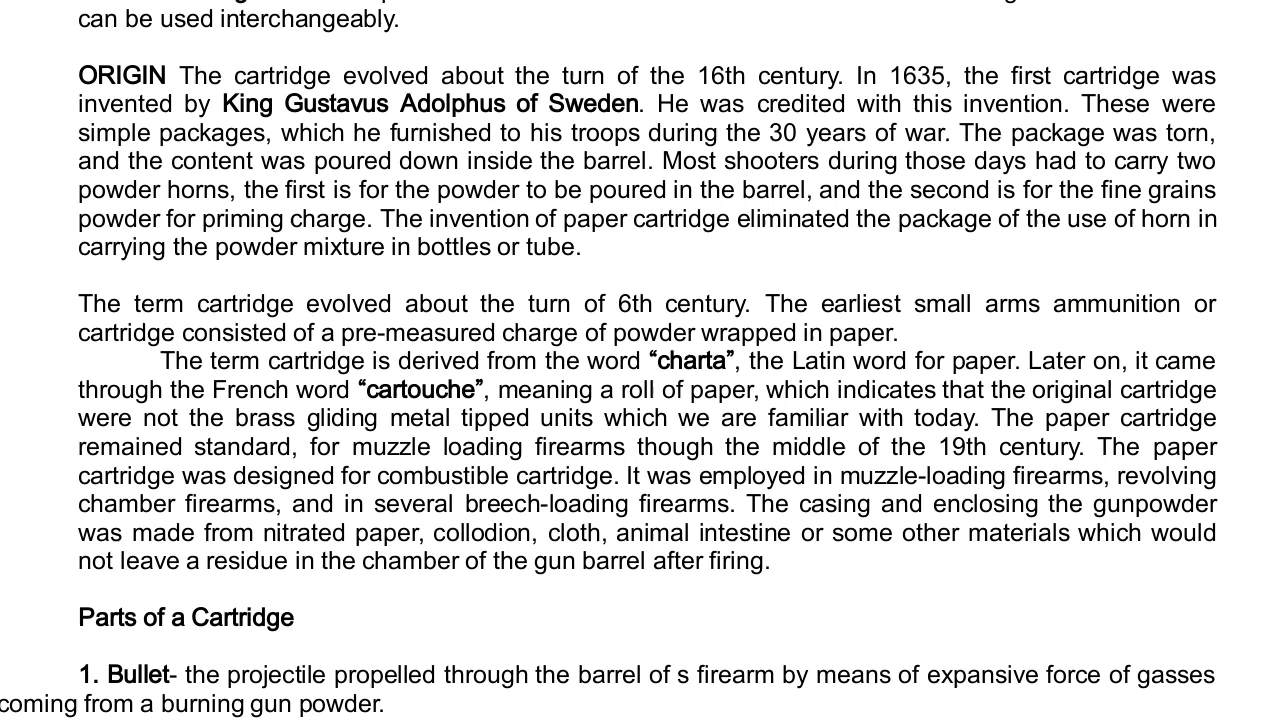 can be used interchangeably.
ORIGIN The cartridge evolved about the turn of the 16th century. In 1635, the first cartridge was
invented by King Gustavus Adolphus of Sweden. He was credited with this invention. These were
simple packages, which he furnished to his troops during the 30 years of war. The package was torn,
and the content was poured down inside the barrel. Most shooters during those days had to carry two
powder horns, the first is for the powder to be poured in the barrel, and the second is for the fine grains
powder for priming charge. The invention of paper cartridge eliminated the package of the use of horn in
carrying the powder mixture in bottles or tube.
The term cartridge evolved about the turn of 6th century. The earliest small arms ammunition or
cartridge consisted of a pre-measured charge of powder wrapped in paper.
The term cartridge is derived from the word “charta”, the Latin word for paper. Later on, it came
through the French word “cartouche”, meaning a roll of paper, which indicates that the original cartridge
were not the brass gliding metal tipped units which we are familiar with today. The paper cartridge
remained standard, for muzzle loading firearms though the middle of the 19th century. The paper
cartridge was designed for combustible cartridge. It was employed in muzzle-loading firearms, revolving
chamber firearms, and in several breech-loading firearms. The casing and enclosing the gunpowder
was made from nitrated paper, collodion, cloth, animal intestine or some other materials which would
not leave a residue in the chamber of the gun barrel after firing.
Parts of a Cartridge
1. Bullet- the projectile propelled through the barrel of s firearm by means of expansive force of gasses
coming from a burning gun powder.